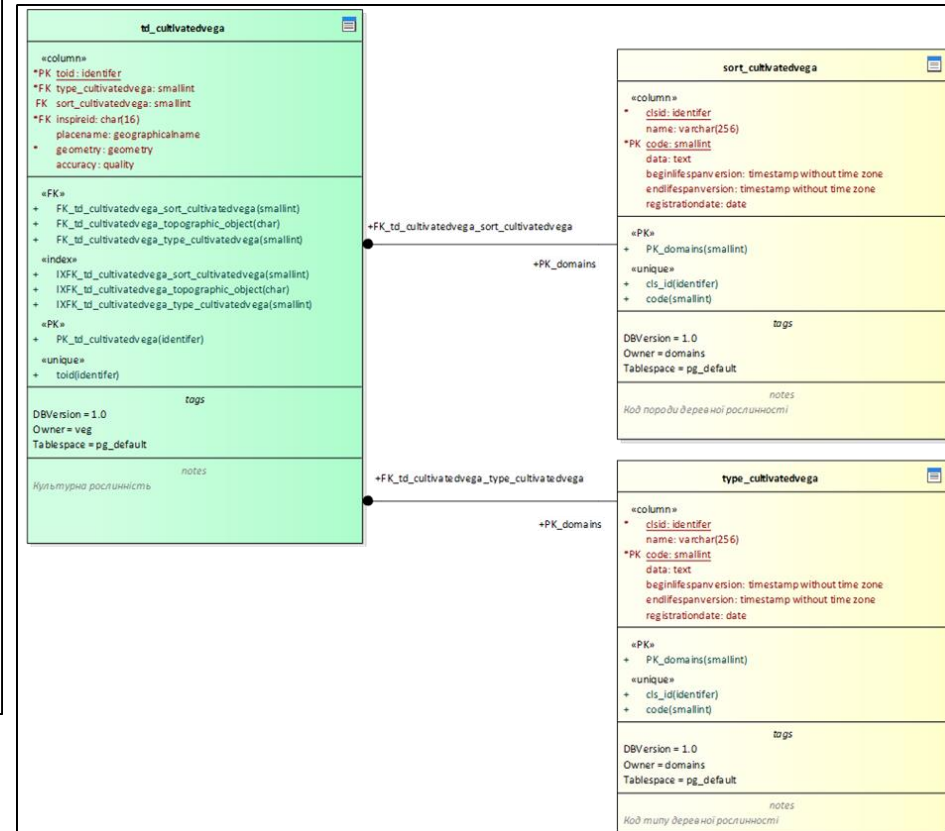 td_cultivatedvega
«column»
*PK toid: identifer
*FK type_cultivatedvega: smallint
FK sort_cultivatedvega: smallint
*FK inspireid: char(16)
placename: geographicalname
* geometry: geometry
accuracy: quality
«FK»
+ FK_td_cultivatedvega_sort_cultivatedvega(smallint)
+ FK_td_cultivatedvega_topographic_object(char)
+ FK_td_cultivatedvega_type_cultivatedvega(smallint)
«index»
+ IXFK_td_cultivatedvega_sort_cultivatedvega(smallint)
+ IXFK_td_cultivatedvega_topographic_object(char)
+ IXFK_td_cultivatedvega_type_cultivatedvega(smallint)
«PK»
+ PK_td_cultivatedvega(identifer)
«unique»
+ toid(identifer)
tags
DBVersion = 1.0
Owner = veg
Tablespace = pg_default
notes
Культурна рослинність
+FK_td_cultivatedvega_sort_cultivatedvega
+PK_domains
sort_cultivatedvega
«column»
* clsid: identifer
name: varchar(256)
*PK code: smallint
data: text
beginlifespanversion: timestamp without time zone
endlifespanversion: timestamp without time zone
registrationdate: date
«PK»
+ PK_domains(smallint)
«unique»
+ cls_id(identifer)
+ code(smallint)
tags
DBVersion = 1.0
Owner = domains
Tablespace = pg_default
notes
Код породи деревної рослинності
+FK_td_cultivatedvega_type_cultivatedvega
+PK_domains
type_cultivatedvega
«column»
* clsid: identifer
name: varchar(256)
*PK code: smallint
data: text
beginlifespanversion: timestamp without time zone
endlifespanversion: timestamp without time zone
registrationdate: date
«PK»
+ PK_domains(smallint)
«unique»
+ cls_id(identifer)
+ code(smallint)
tags
DBVersion = 1.0
Owner = domains
Tablespace = pg_default
notes
Код типу деревної рослинності